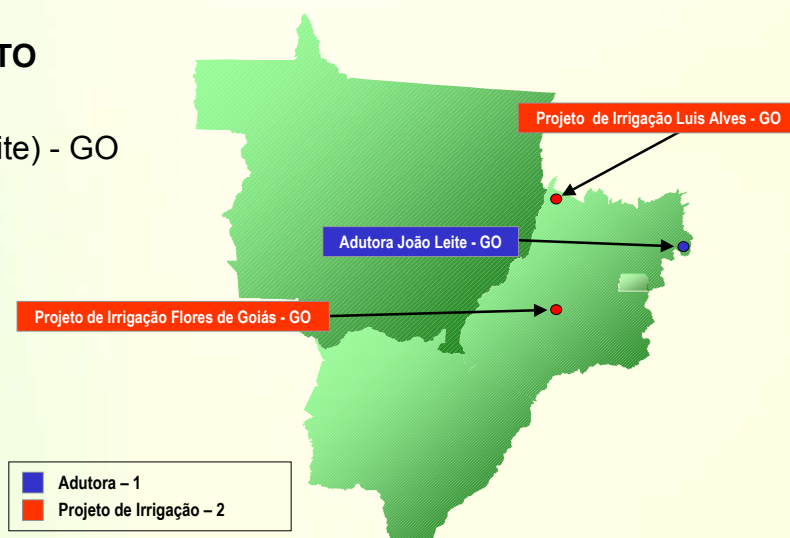 TO
ite) - GO
Projeto de Irrigação Luis Alves - GO
Adutora João Leite - GO
Projeto de Irrigação Flores de Goiás - GO
Adutora – 1
Projeto de Irrigação – 2